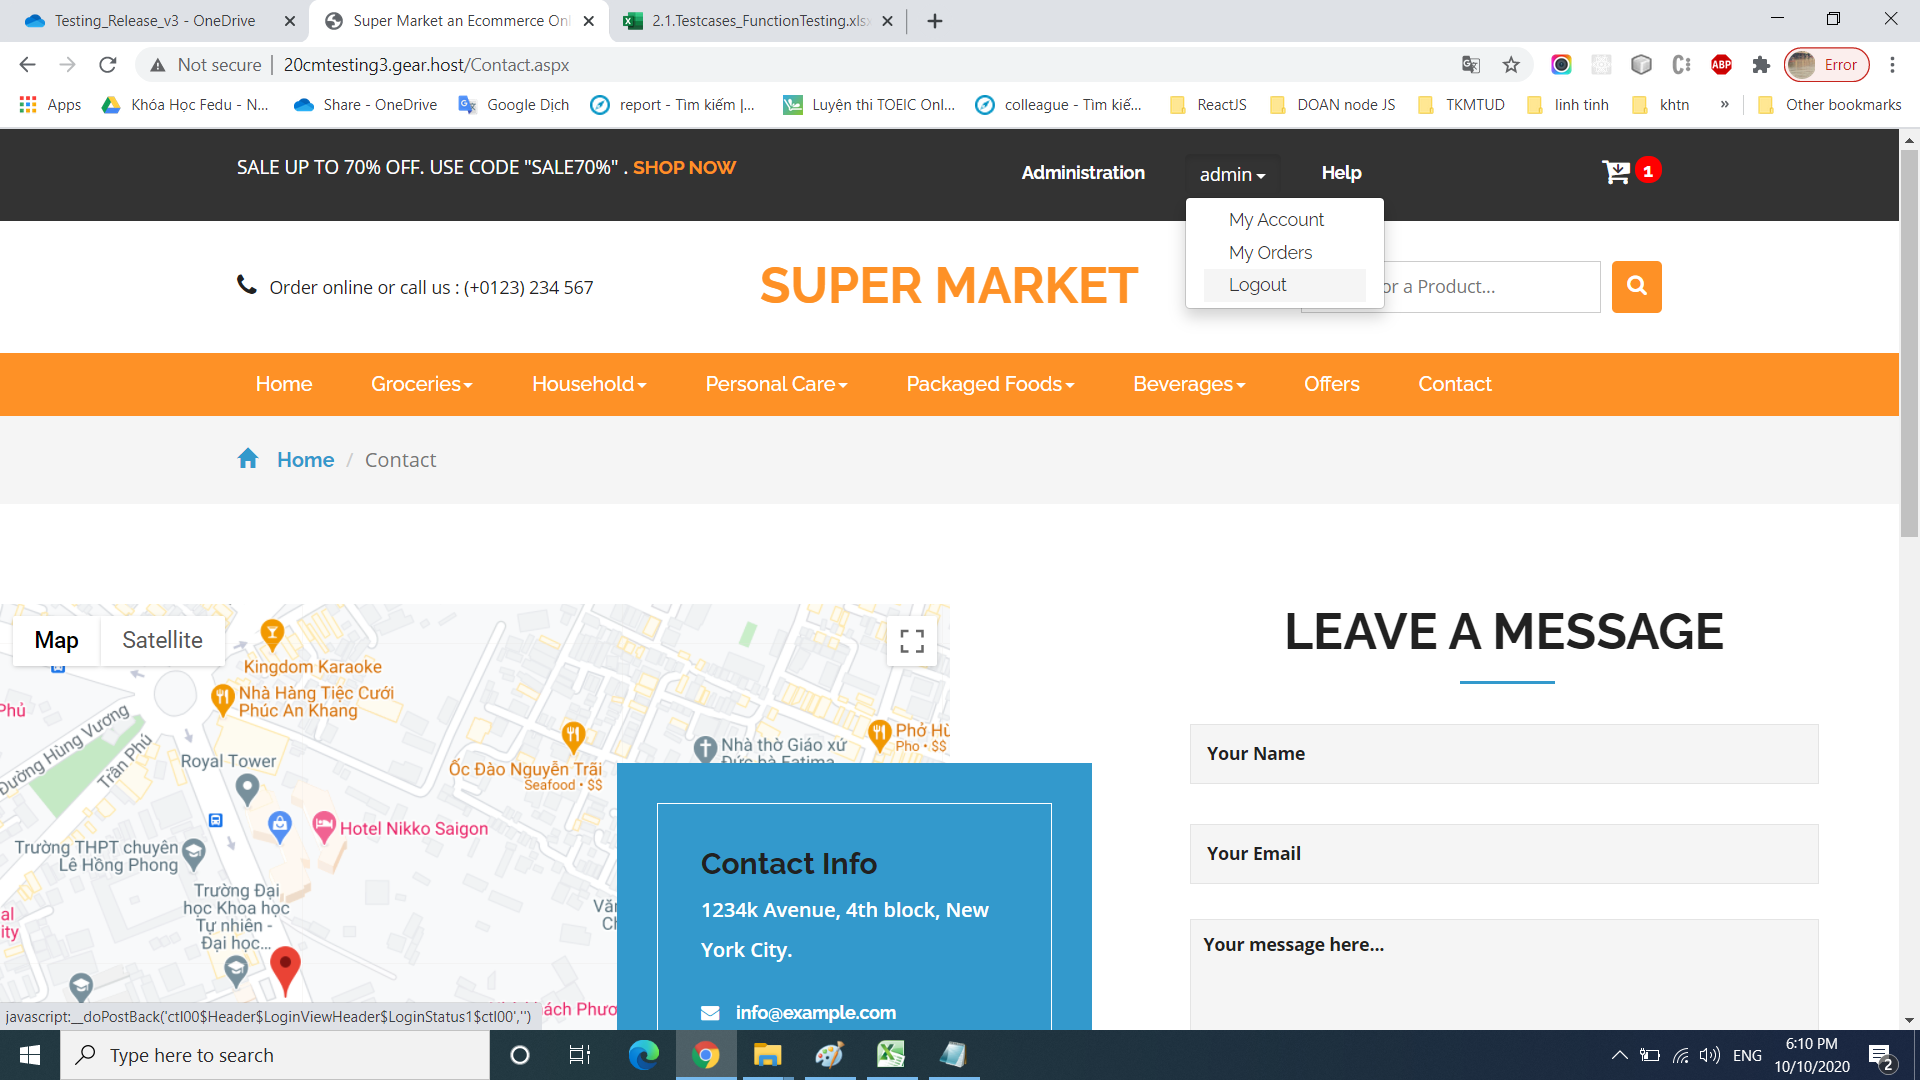 Testing_Release_v3 - OneDrive
Super Market an Ecommerce Onl
2.1.Testcases_FunctionTesting.xlsx
Not secure
20cmtesting3.gear.host/Contact.aspx
ABP
Error
Apps
Khóa Học Fedu - N...
Share - OneDrive
Google Dịch
report - Tìm kiếm |...
Luyện thi TOEIC Onl...
colleague - Tìm kiế...
ReactJS
DOAN node JS
TKMTUD
linh tinh
khtn
»
Other bookmarks
SALE UP TO 70% OFF. USE CODE "SALE70%" . SHOP NOW
Administration
admin
Help
1
My Account
My Orders
Logout
Order online or call us : (+0123) 234 567
SUPER MARKET
or a Product...
Home
Groceries
Household
Personal Care
Packaged Foods
Beverages
Offers
Contact
Home / Contact
Map
Satellite
Kingdom Karaoke
Nhà Hàng Tiệc Cưới
Phúc An Khang
Phủ
Đường Hùng Vương
Trần Phú
Royal Tower
Ốc Đào Nguyễn Trãi
Seafood • $$
Nhà thờ Giáo xứ
Đức bà Fatima
Phở Hù
Pho • $$
Hotel Nikko Saigon
Trường THPT chuyên
Lê Hồng Phong
Trường Đại
học Khoa học
Tự nhiên -
Đại học...
al
ity
Vă
Ch
ách Phươ
Contact Info
1234k Avenue, 4th block, New
York City.
info@example.com
LEAVE A MESSAGE
Your Name
Your Email
Your message here...
javascript:__doPostBack('ctl00$Header$LoginViewHeader$LoginStatus1$ctl00','')
Type here to search
ENG
6:10 PM
10/10/2020
2